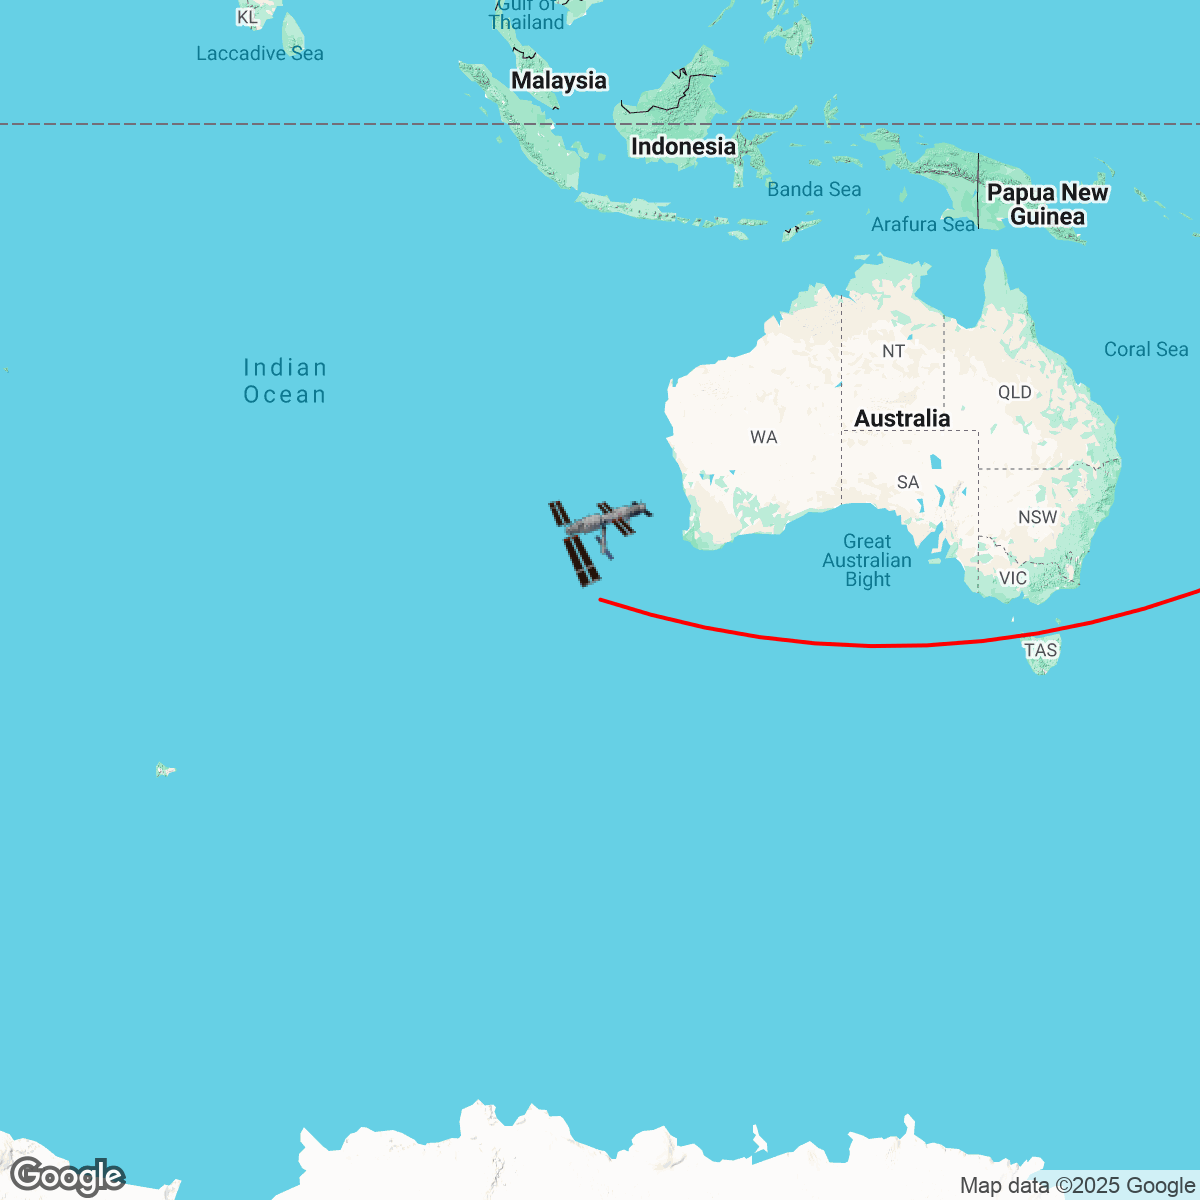 Gulf of
Thailand
KL
Laccadive Sea
Malaysia
Indonesia
Banda Sea
Papua New
Guinea
Arafura Sea
Indian
Ocean
NT
Coral Sea
QLD
Australia
WA
SA
NSW
Great
Australian
Bight
VIC
TAS
Google
Map data ©2025 Google